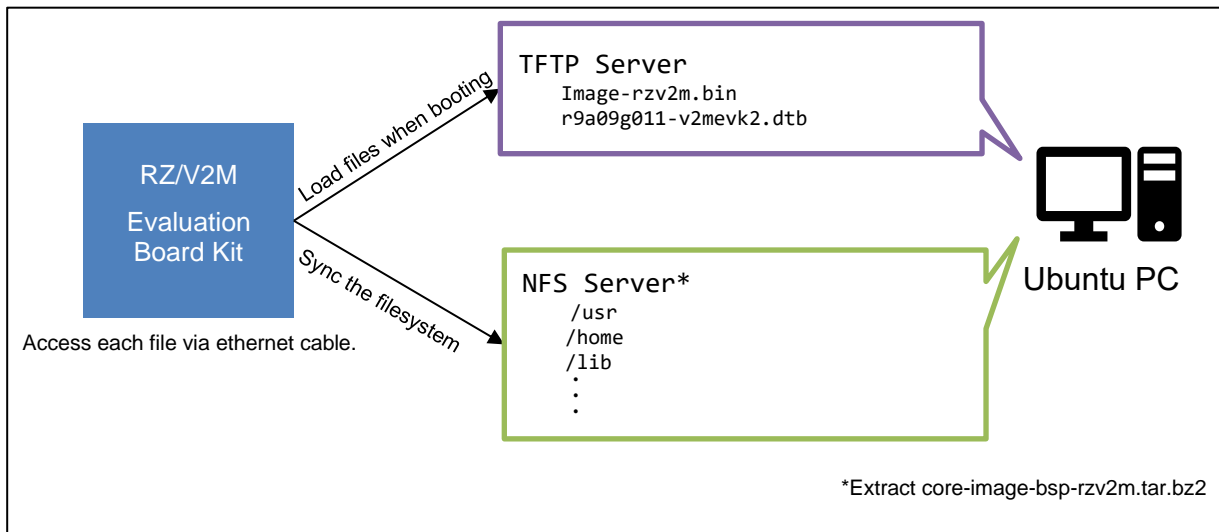 RZ/V2M
Evaluation
Board Kit
Access each file via ethernet cable.
Load files when booting
Sync the filesystem
TFTP Server
Image-rzv2m.bin
r9a09g011-v2mevk2.dtb
NFS Server*
/usr
/home
/lib
.
.
.
Ubuntu PC
*Extract core-image-bsp-rzv2m.tar.bz2